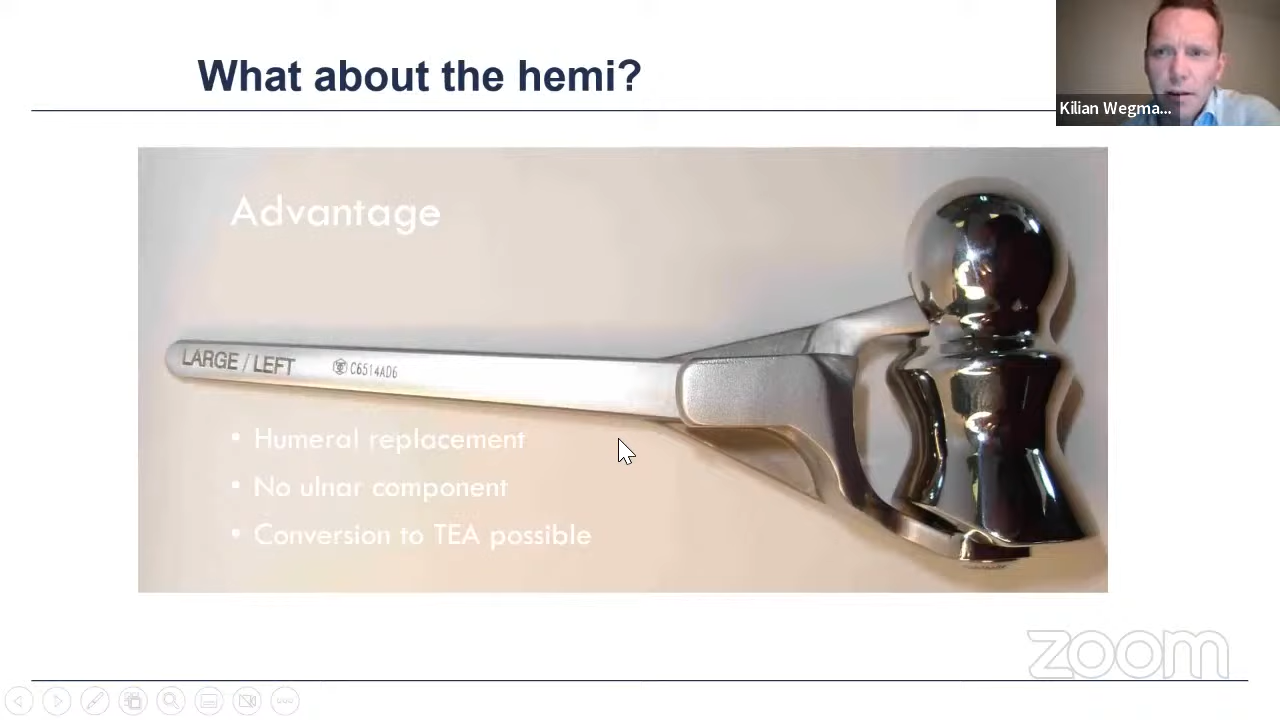 What about the hemi?
Kilian Wegma...
Advantage
LARGE / LEFT
C6514AD6
• Humeral replacement
• No ulnar component
• Conversion to TEA possible
zoom